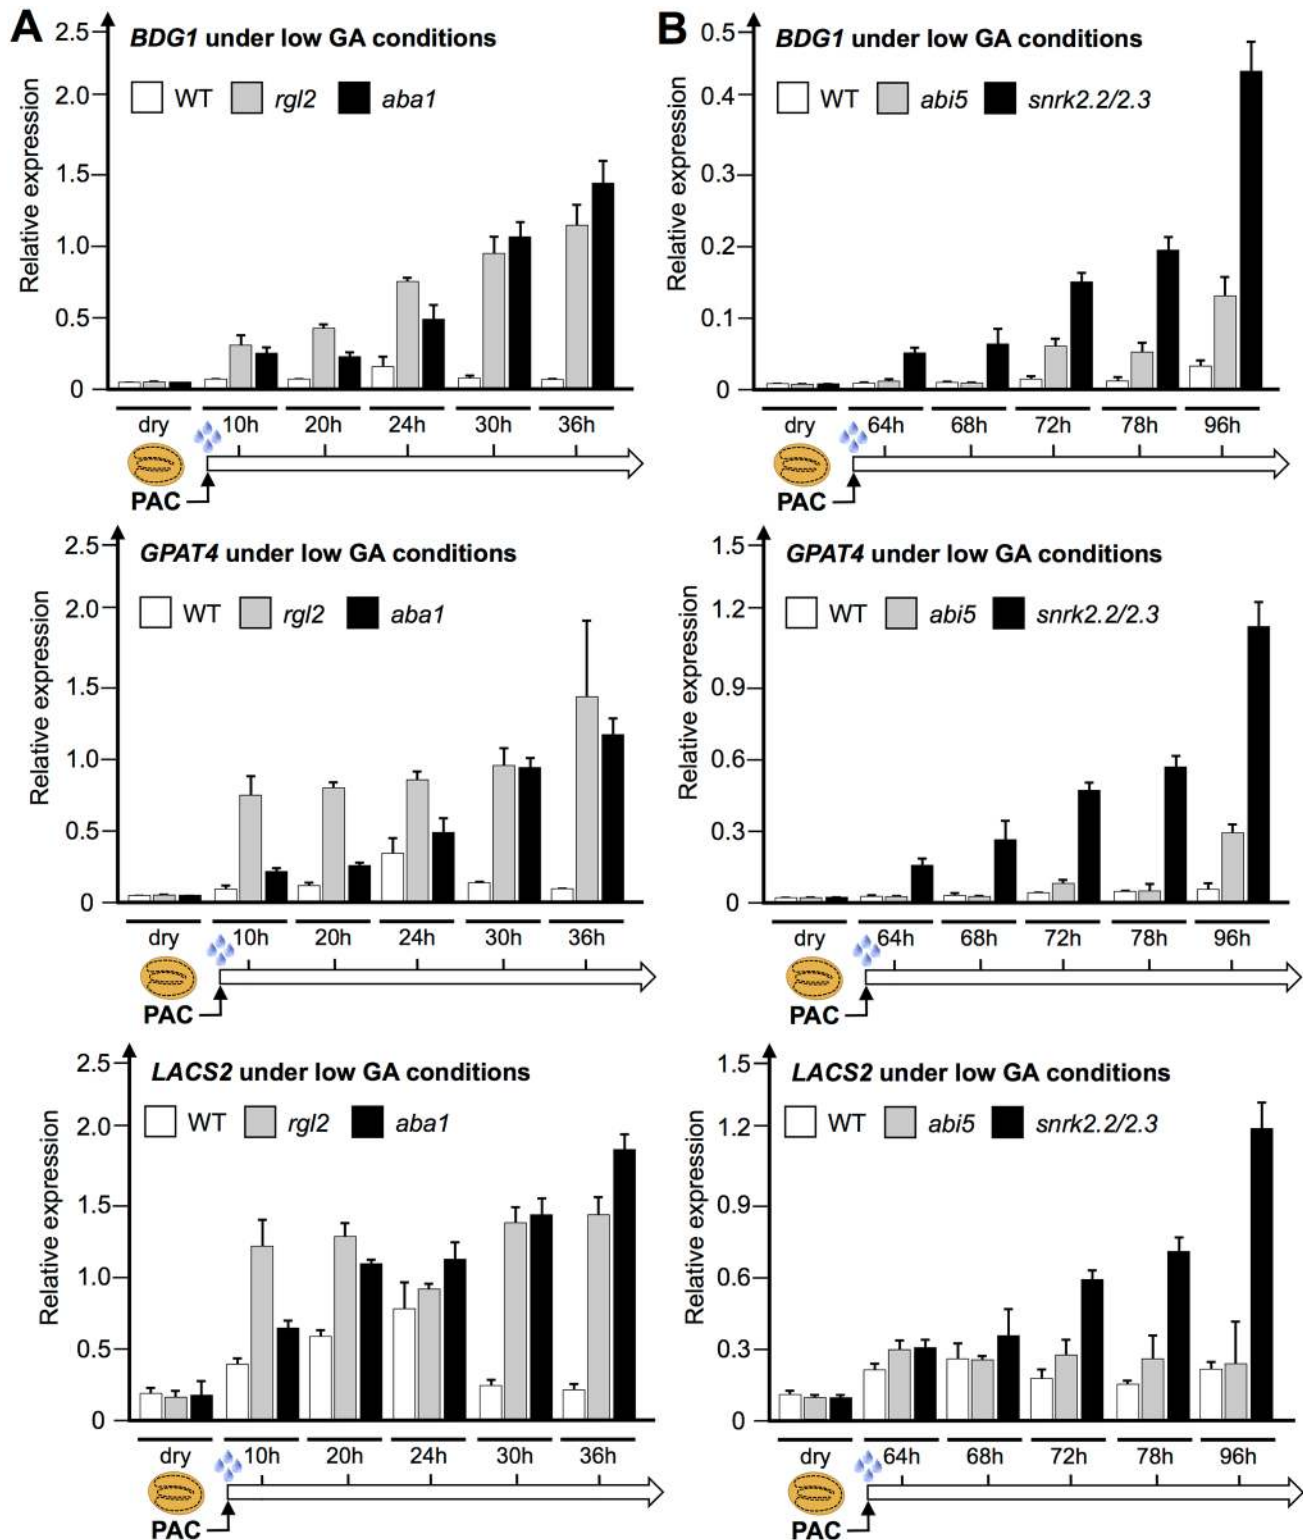 A
BDG1 under low GA conditions
WT rgl2 aba1
Relative expression
2.5
2.0
1.5
1.0
0.5
0
dry 10h 20h 24h 30h 36h
PAC
B
BDG1 under low GA conditions
WT abi5 snrk2.2/2.3
Relative expression
0.5
0.4
0.3
0.2
0.1
0
dry 64h 68h 72h 78h 96h
PAC
GPAT4 under low GA conditions
WT rgl2 aba1
Relative expression
2.5
2.0
1.5
1.0
0.5
0
dry 10h 20h 24h 30h 36h
PAC
GPAT4 under low GA conditions
WT abi5 snrk2.2/2.3
Relative expression
1.5
1.2
0.9
0.6
0.3
0
dry 64h 68h 72h 78h 96h
PAC
LACS2 under low GA conditions
WT rgl2 aba1
Relative expression
2.5
2.0
1.5
1.0
0.5
0
dry 10h 20h 24h 30h 36h
PAC
LACS2 under low GA conditions
WT abi5 snrk2.2/2.3
Relative expression
1.5
1.2
0.9
0.6
0.3
0
dry 64h 68h 72h 78h 96h
PAC